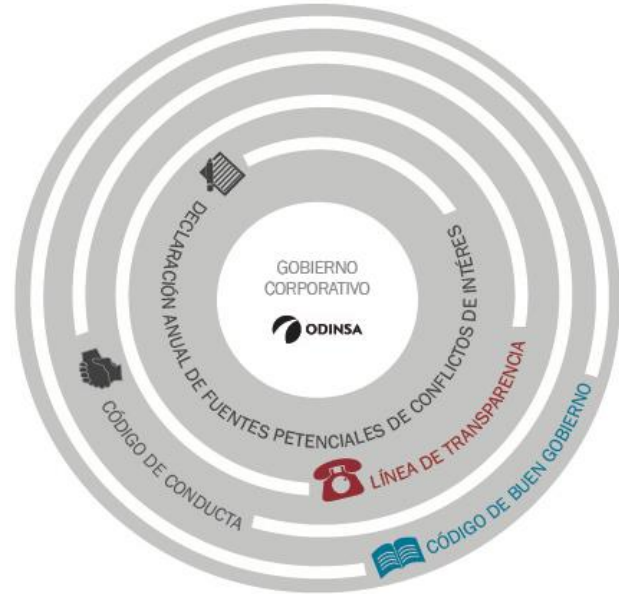 GOBIERNO
CORPORATIVO
ODINSA
DECLARACIÓN ANUAL DE FUENTES PETENCIALES DE CONFLICTOS DE INTERÉS
LÍNEA DE TRANSPARENCIA
CÓDIGO DE CONDUCTA
CÓDIGO DE BUEN GOBIERNO